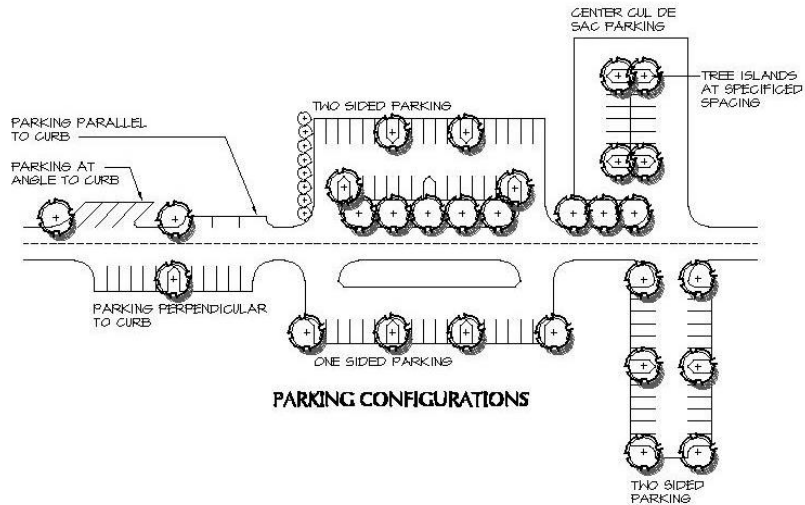 CENTER CUL DE
SAC PARKING
TREE ISLANDS
AT SPECIFICED
SPACING
TWO SIDED PARKING
PARKING PARALLEL
TO CURB
PARKING AT
ANGLE TO CURB
PARKING PERPENDICULAR
TO CURB
ONE SIDED PARKING
PARKING CONFIGURATIONS
TWO SIDED
PARKING